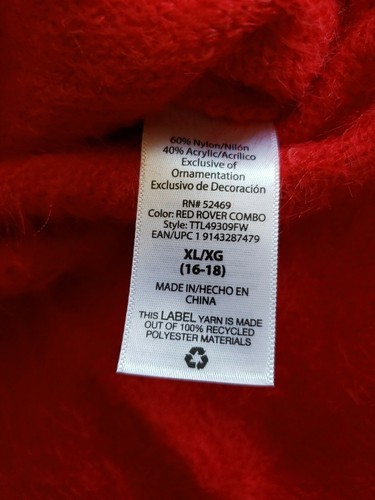 60% Nylon/Nilón
40% Acrylic/Acrílico
Exclusive of
Ornamentation
Exclusivo de Decoración
RN# 52469
Color: RED ROVER COMBO
Style: TTL49309FW
EAN/UPC 1 9143287479
XL/XG
(16-18)
MADE IN/HECHO EN
CHINA
THIS LABEL YARN IS MADE
OUT OF 100% RECYCLED
POLYESTER MATERIALS